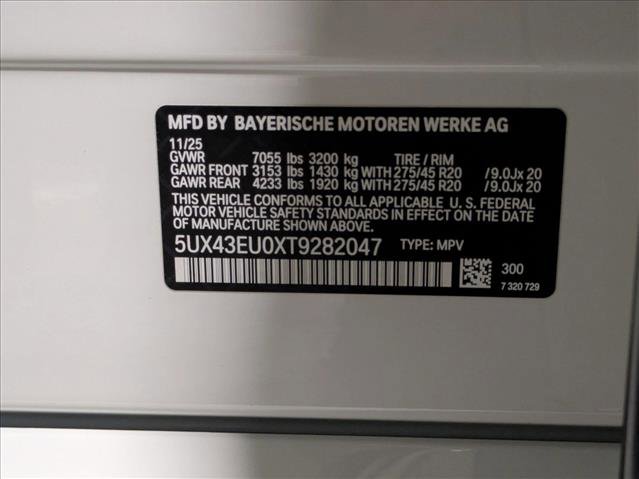 MFD BY BAYERISCHE MOTOREN WERKE AG
11/25
GVWR 7055 lbs 3200 kg TIRE / RIM
GAWR FRONT 3153 lbs 1430 kg WITH 275/45 R20 /9.0Jx 20
GAWR REAR 4233 lbs 1920 kg WITH 275/45 R20 /9.0Jx 20
THIS VEHICLE CONFORMS TO ALL APPLICABLE U. S. FEDERAL
MOTOR VEHICLE SAFETY STANDARDS IN EFFECT ON THE DATE
OF MANUFACTURE SHOWN ABOVE.
5UX43EU0XT9282047 TYPE: MPV
300
7 320 729